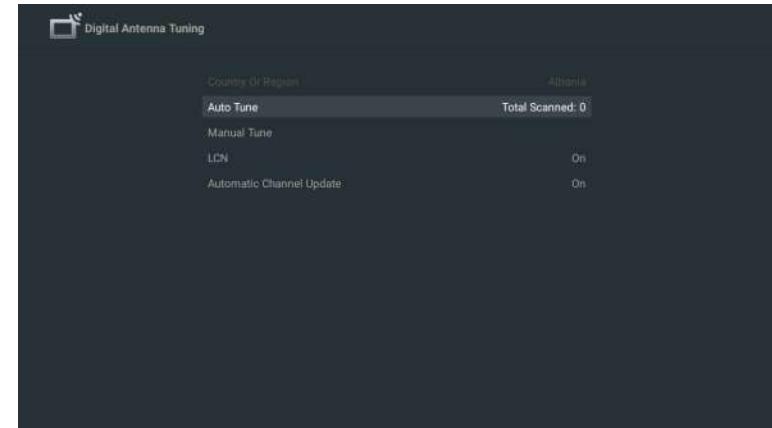 Digital Antenna Tuning
Country Or Region Albania
Auto Tune Total Scanned: 0
Manual Tune
LCN On
Automatic Channel Update On